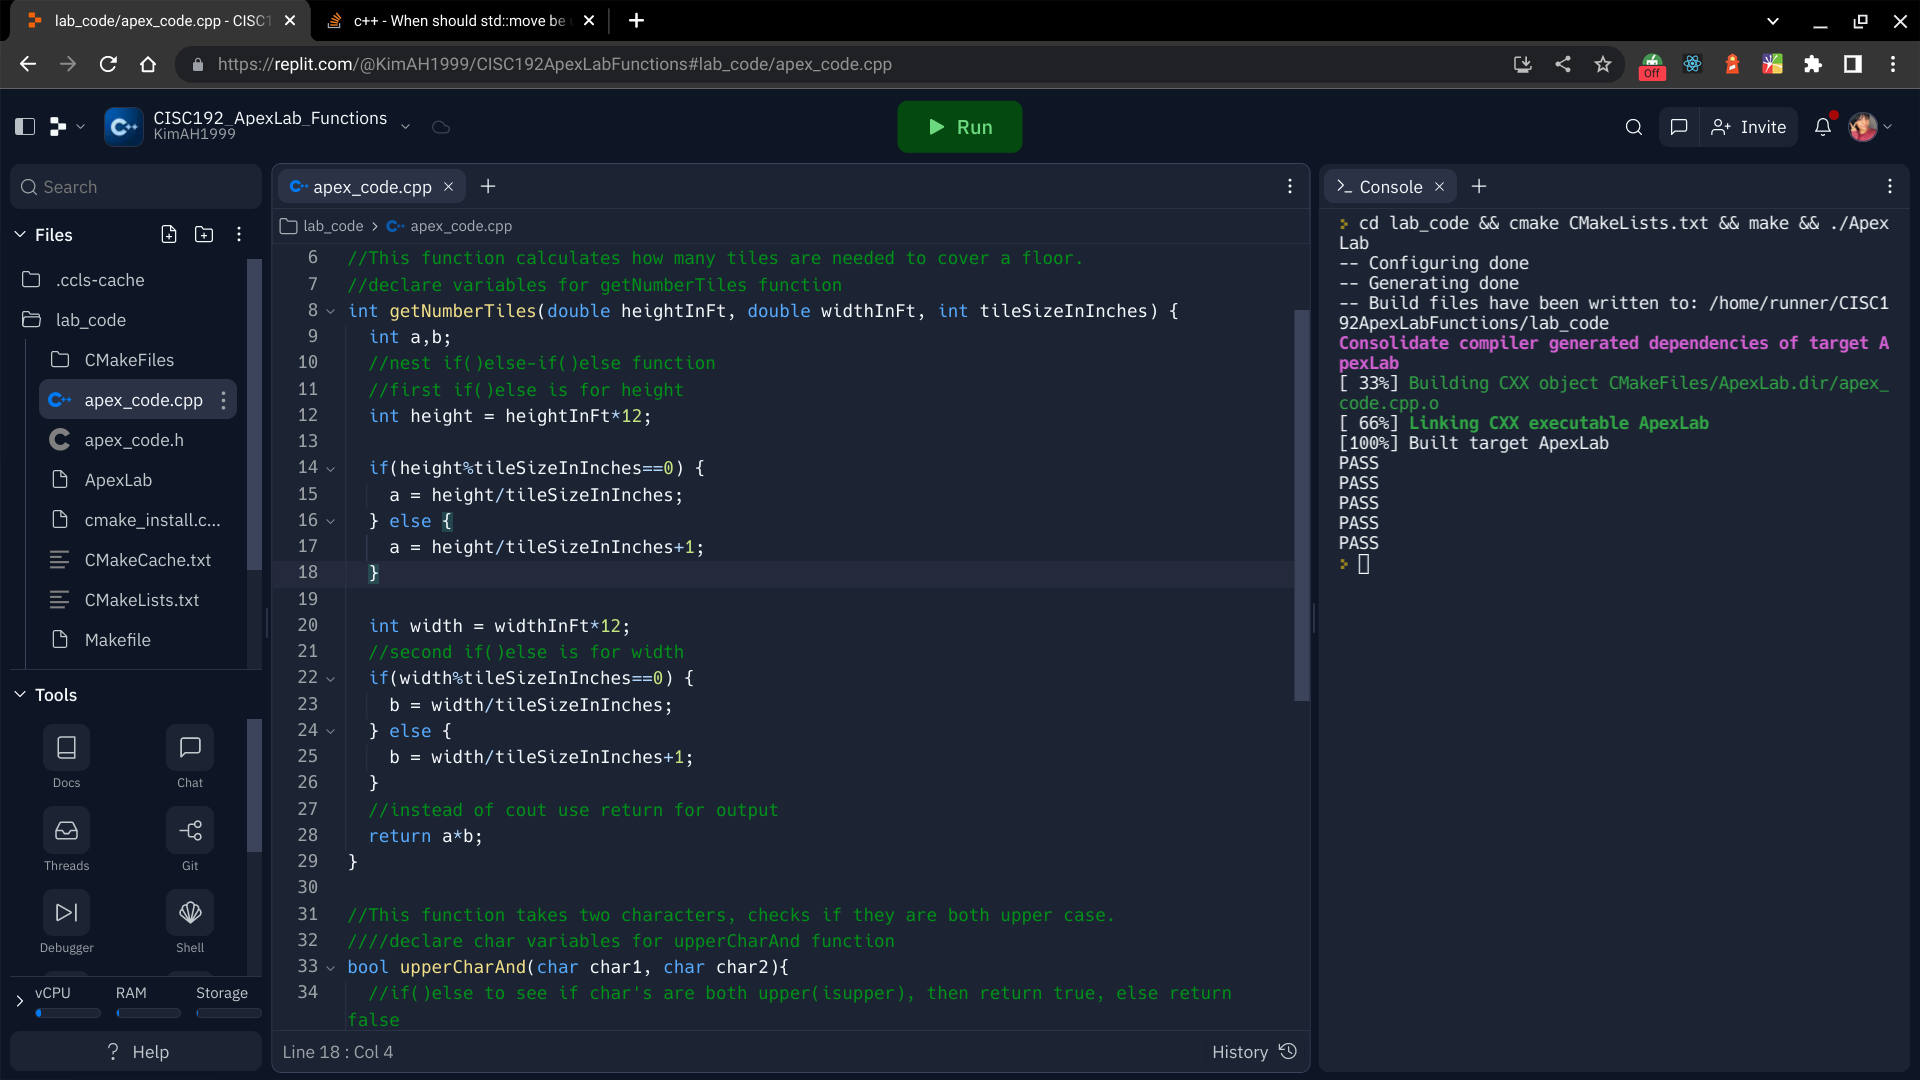 lab_code/apex_code.cpp - CISC1
c++ - When should std::move be
https://replit.com/@KimAH1999/CISC192ApexLabFunctions#lab_code/apex_code.cpp
Off
CISC192_ApexLab_Functions
KimAH1999
Run
Invite
Search
Files
.ccls-cache
lab_code
CMakeFiles
apex_code.cpp
apex_code.h
ApexLab
cmake_install.c...
CMakeCache.txt
CMakeLists.txt
Makefile
Tools
Docs
Chat
Threads
Git
Debugger
Shell
vCPU
RAM
Storage
? Help
C++ apex_code.cpp
lab_code > C++ apex_code.cpp
6 //This function calculates how many tiles are needed to cover a floor.
7 //declare variables for getNumberTiles function
8 int getNumberTiles(double heightInFt, double widthInFt, int tileSizeInInches) {
9 int a,b;
10 //nest if()else-if()else function
11 //first if()else is for height
12 int height = heightInFt*12;
13
14 if(height%tileSizeInInches==0) {
15 a = height/tileSizeInInches;
16 } else {
17 a = height/tileSizeInInches+1;
18 }
19
20 int width = widthInFt*12;
21 //second if()else is for width
22 if(width%tileSizeInInches==0) {
23 b = width/tileSizeInInches;
24 } else {
25 b = width/tileSizeInInches+1;
26 }
27 //instead of cout use return for output
28 return a*b;
29 }
30
31 //This function takes two characters, checks if they are both upper case.
32 ////declare char variables for upperCharAnd function
33 bool upperCharAnd(char char1, char char2){
34 //if()else to see if char's are both upper(isupper), then return true, else return
false
Line 18 : Col 4
History
Console
cd lab_code && cmake CMakeLists.txt && make && ./Apex
Lab
-- Configuring done
-- Generating done
-- Build files have been written to: /home/runner/CISC1
92ApexLabFunctions/lab_code
Consolidate compiler generated dependencies of target A
pexLab
[ 33%] Building CXX object CMakeFiles/ApexLab.dir/apex_
code.cpp.o
[ 66%] Linking CXX executable ApexLab
[100%] Built target ApexLab
PASS
PASS
PASS
PASS
PASS